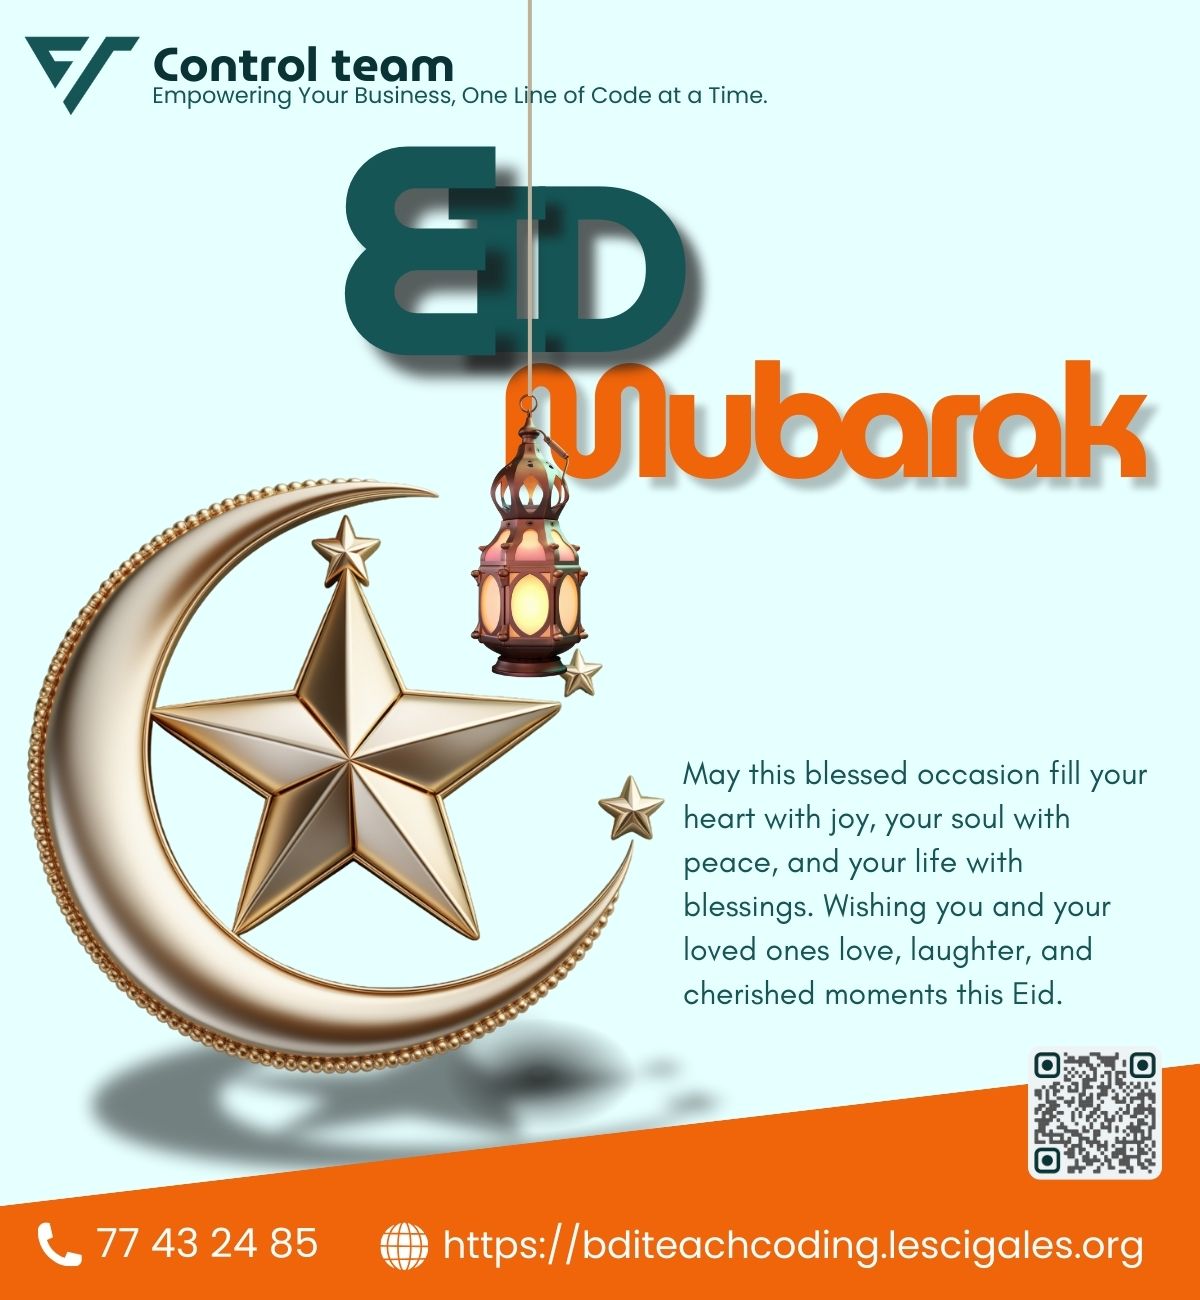 Control team
Empowering Your Business, One Line of Code at a Time.
EID
Mubarak
May this blessed occasion fill your
heart with joy, your soul with
peace, and your life with
blessings. Wishing you and your
loved ones love, laughter, and
cherished moments this Eid.
77 43 24 85
https://bditeachcoding.lescigales.org